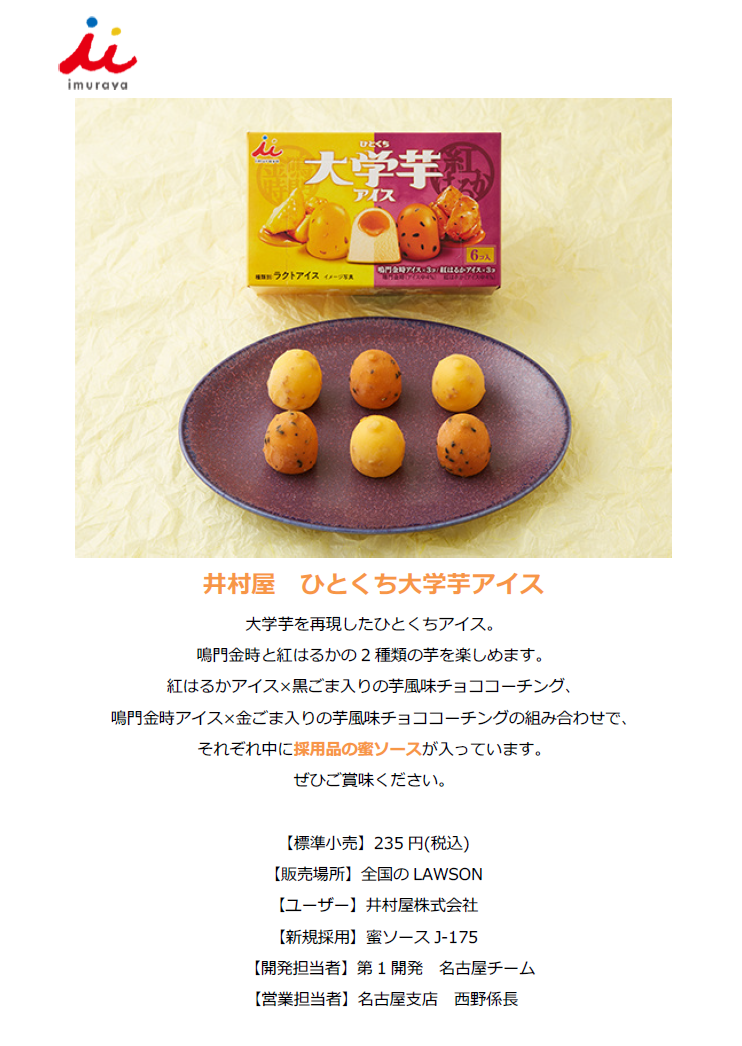 imuraya
ひとくち
大学芋
アイス
紅はるか
6コ入
種類別 ラクトアイス イメージ写真
鳴門金時アイス×3コ/紅はるかアイス×3コ
井村屋　ひとくち大学芋アイス
大学芋を再現したひとくちアイス。
鳴門金時と紅はるかの2種類の芋を楽しめます。
紅はるかアイス×黒ごま入りの芋風味チョココーチング、
鳴門金時アイス×金ごま入りの芋風味チョココーチングの組み合わせで、
それぞれ中に採用品の蜜ソースが入っています。
ぜひご賞味ください。
【標準小売】235円(税込)
【販売場所】全国のLAWSON
【ユーザー】井村屋株式会社
【新規採用】蜜ソースJ-175
【開発担当者】第1開発　名古屋チーム
【営業担当者】名古屋支店　西野係長